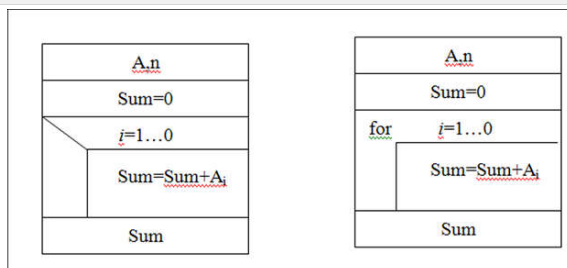 A,n
Sum=0
i=1…0
Sum=Sum+Ai
Sum
A,n
Sum=0
for i=1…0
Sum=Sum+Ai
Sum